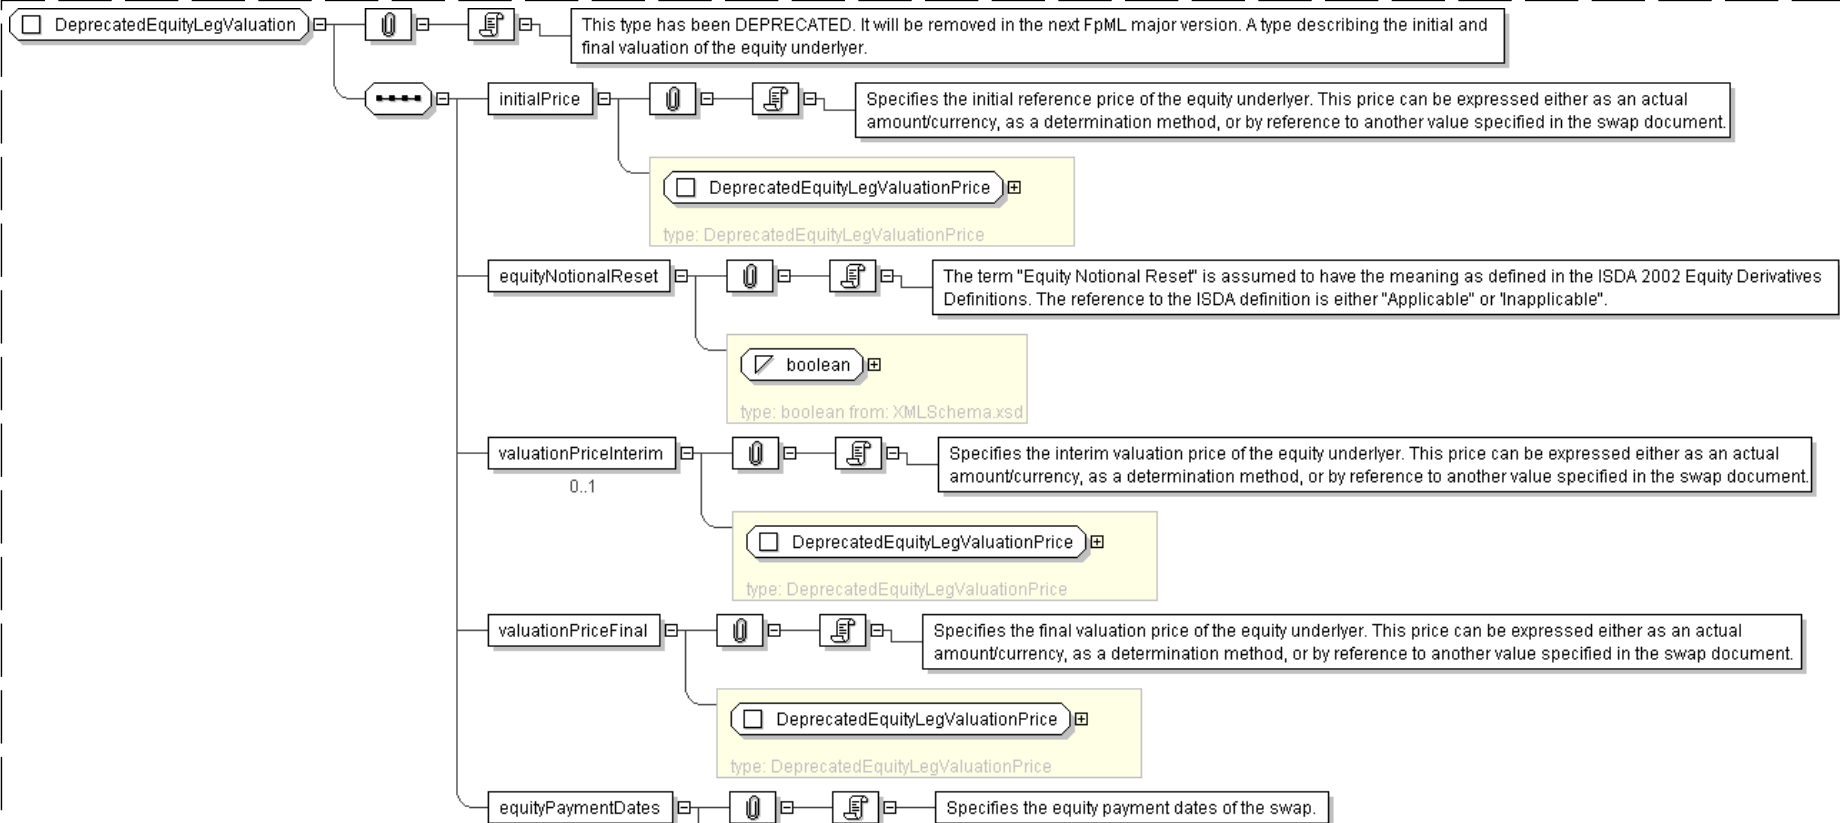 DeprecatedEquityLegValuation
This type has been DEPRECATED. It will be removed in the next FpML major version. A type describing the initial and
final valuation of the equity underlyer.
initialPrice
Specifies the initial reference price of the equity underlyer. This price can be expressed either as an actual
amount/currency, as a determination method, or by reference to another value specified in the swap document.
DeprecatedEquityLegValuationPrice
type: DeprecatedEquityLegValuationPrice
equityNotionalReset
The term "Equity Notional Reset" is assumed to have the meaning as defined in the ISDA 2002 Equity Derivatives
Definitions. The reference to the ISDA definition is either "Applicable" or 'Inapplicable".
boolean
type: boolean from: XMLSchema.xsd
valuationPriceInterim
Specifies the interim valuation price of the equity underlyer. This price can be expressed either as an actual
amount/currency, as a determination method, or by reference to another value specified in the swap document.
0..1
DeprecatedEquityLegValuationPrice
type: DeprecatedEquityLegValuationPrice
valuationPriceFinal
Specifies the final valuation price of the equity underlyer. This price can be expressed either as an actual
amount/currency, as a determination method, or by reference to another value specified in the swap document.
DeprecatedEquityLegValuationPrice
type: DeprecatedEquityLegValuationPrice
equityPaymentDates
Specifies the equity payment dates of the swap.